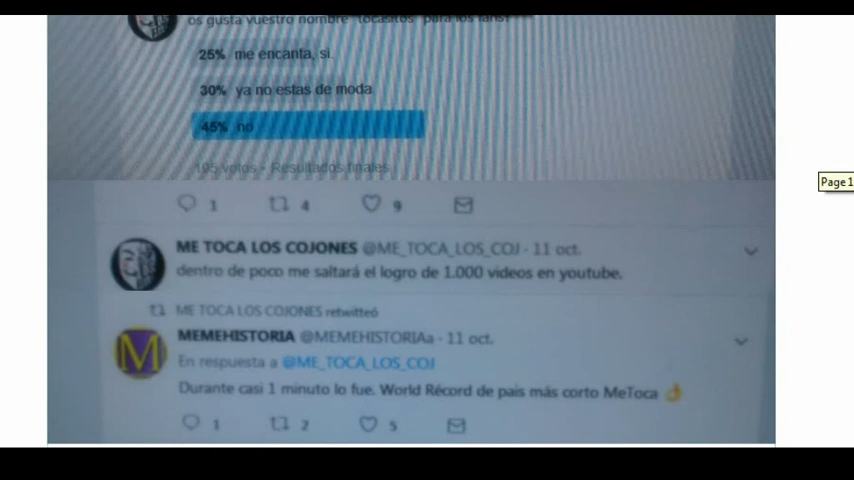 os gusta vuestro nombre "tocasitos" para los fans?
25% me encanta, si.
30% ya no estas de moda
45% no
195 votos - Resultados finales
1 4 9
ME TOCA LOS COJONES @ME_TOCA_LOS_COJ - 11 oct.
dentro de poco me saltará el logro de 1.000 videos en youtube.
ME TOCA LOS COJONES retwitteó
MEMEHISTORIA @MEMEHISTORIAa - 11 oct.
En respuesta a @ME_TOCA_LOS_COJ
Durante casi 1 minuto lo fue. World Récord de pais más corto MeToca 👌
1 2 5
Page 1